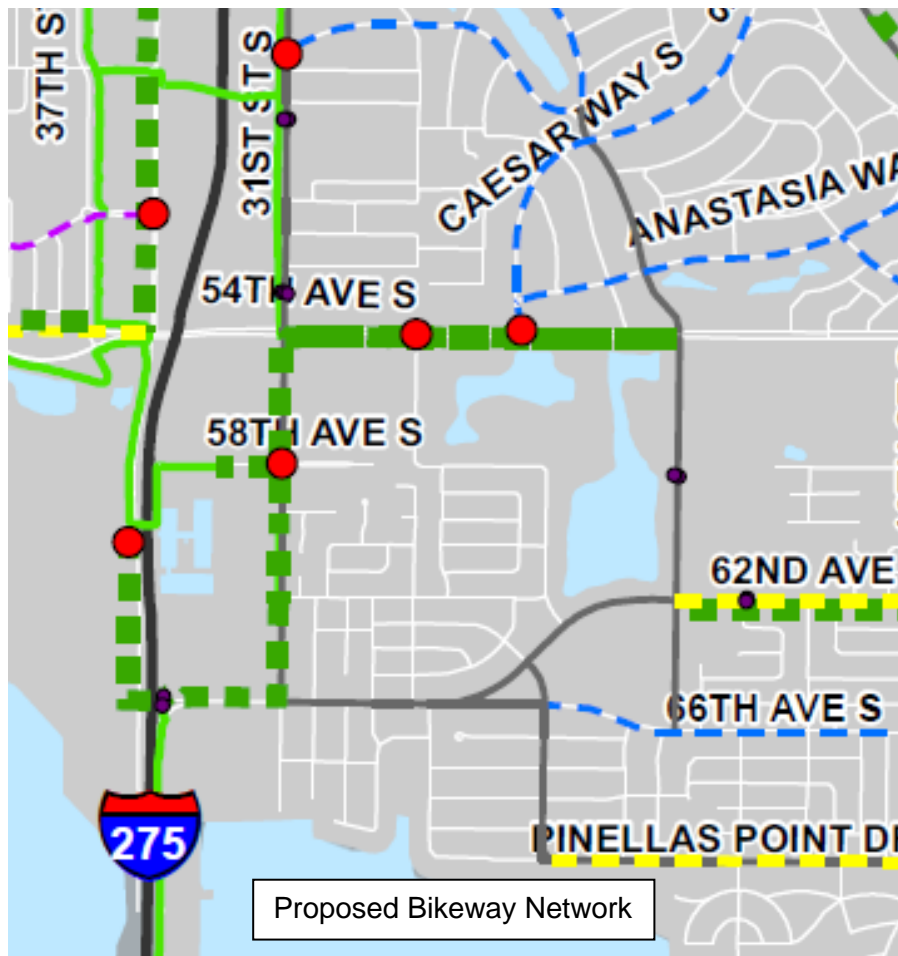 37TH S
31ST ST S
CAESAR WAY S
ANASTASIA WA
54TH AVE S
58TH AVE S
62ND AVE
66TH AVE S
PINELLAS POINT DR
275
Proposed Bikeway Network